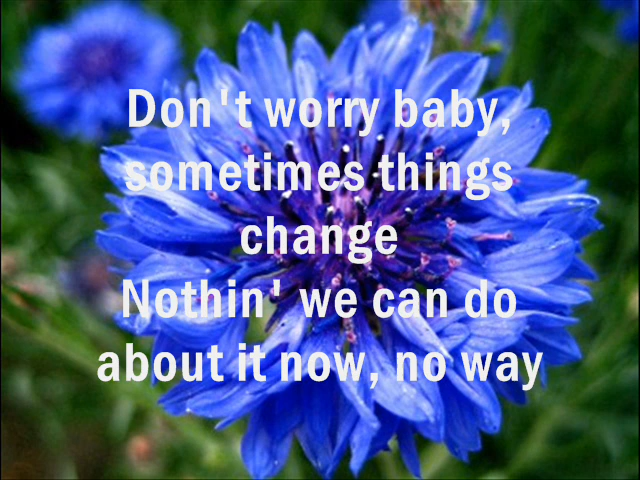 Don't worry baby,
sometimes things
change
Nothin' we can do
about it now, no way